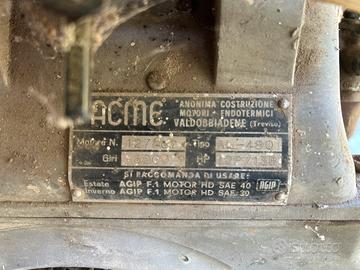 ACME
"ANONIMA COSTRUZIONE
MOTORI - ENDOTERMICI
VALDOBBIADENE (Treviso)
Motore N. Tipo
Giri HP
SI RACCOMANDA DI USARE:
Estate AGIP F.1 MOTOR HD SAE 40 AGIP
Inverno AGIP F.1 MOTOR HD SAE 30